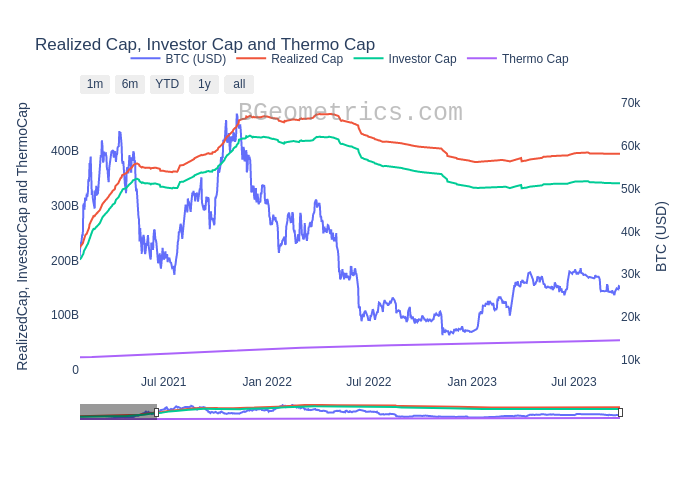 Realized Cap, Investor Cap and Thermo Cap
BTC (USD) Realized Cap Investor Cap Thermo Cap
1m 6m YTD 1y all
BGeometrics.com
RealizedCap, InvestorCap and ThermoCap
400B
300B
200B
100B
0
70k
60k
50k
40k
30k
20k
10k
BTC (USD)
Jul 2021 Jan 2022 Jul 2022 Jan 2023 Jul 2023